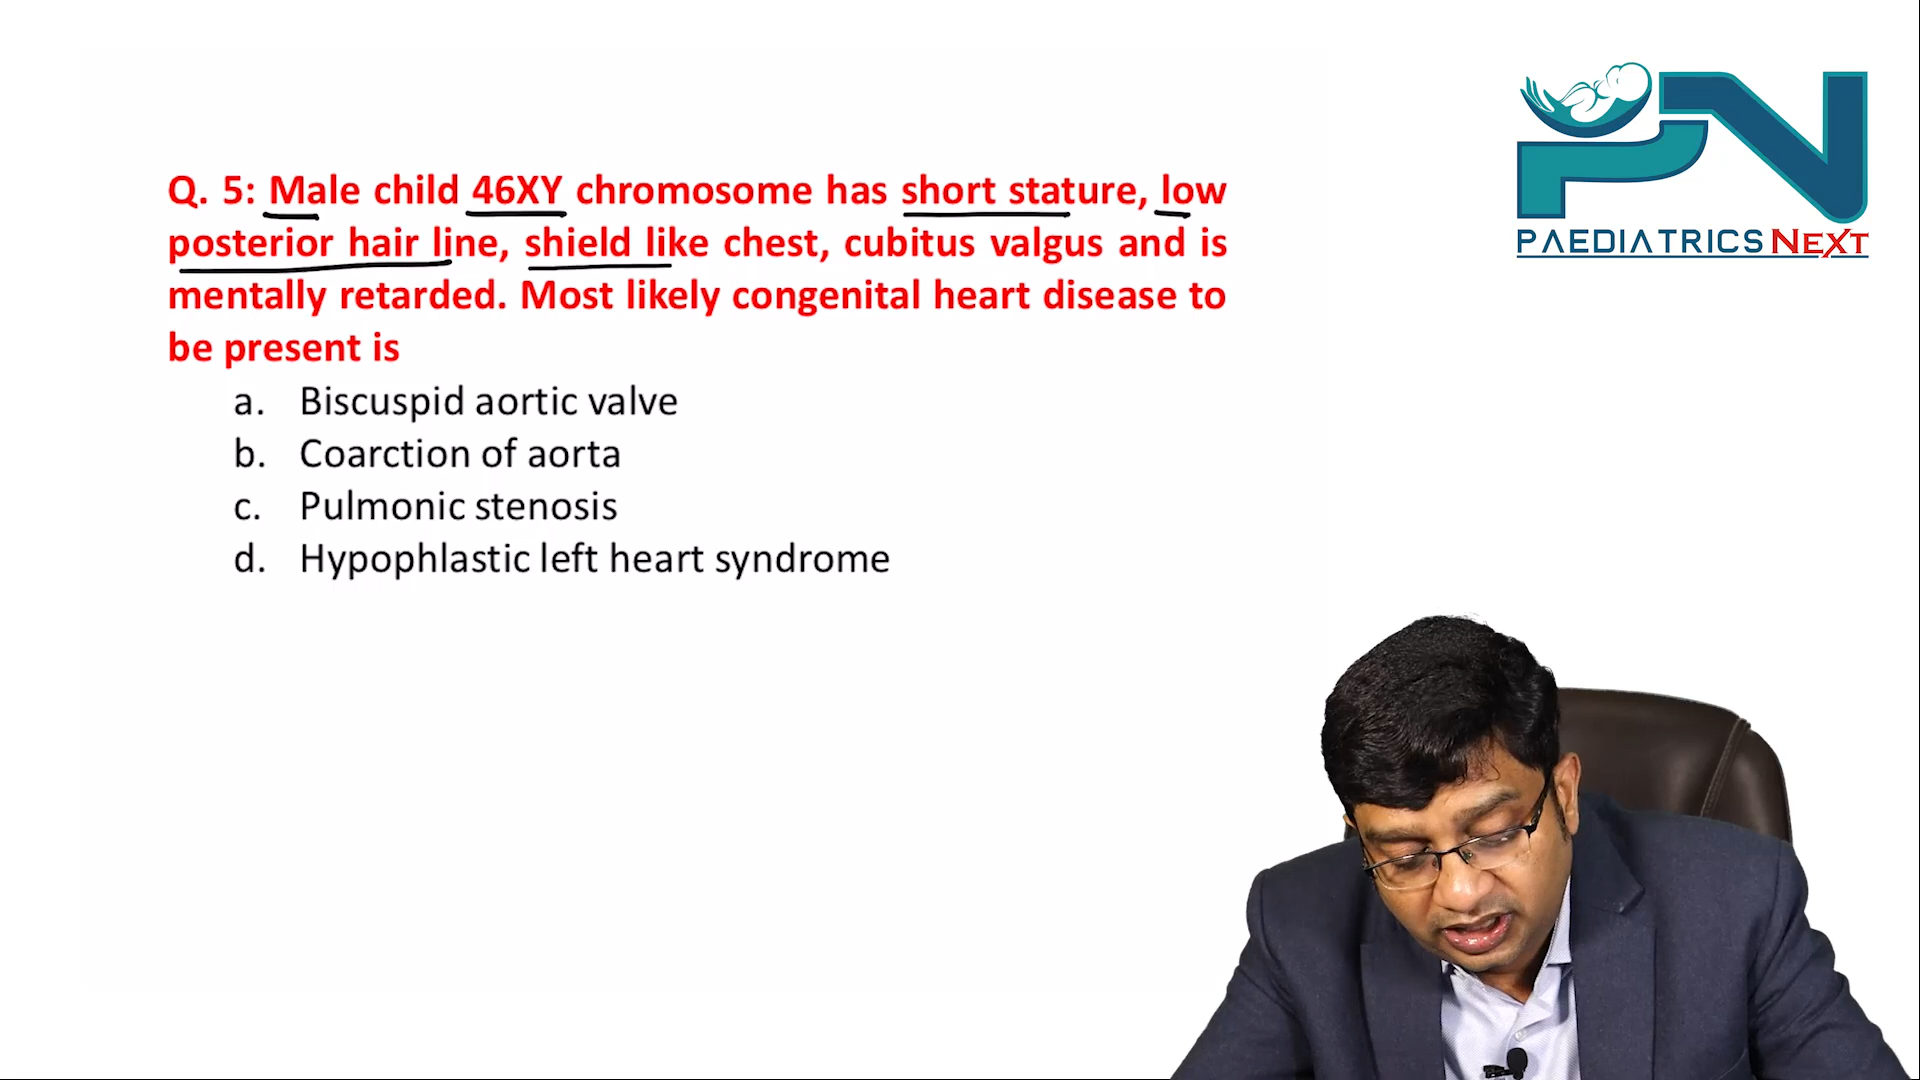 Q. 5: Male child 46XY chromosome has short stature, low
posterior hair line, shield like chest, cubitus valgus and is
mentally retarded. Most likely congenital heart disease to
be present is
a. Biscuspid aortic valve
b. Coarction of aorta
c. Pulmonic stenosis
d. Hypophlastic left heart syndrome
PN
PAEDIATRICS NEXT